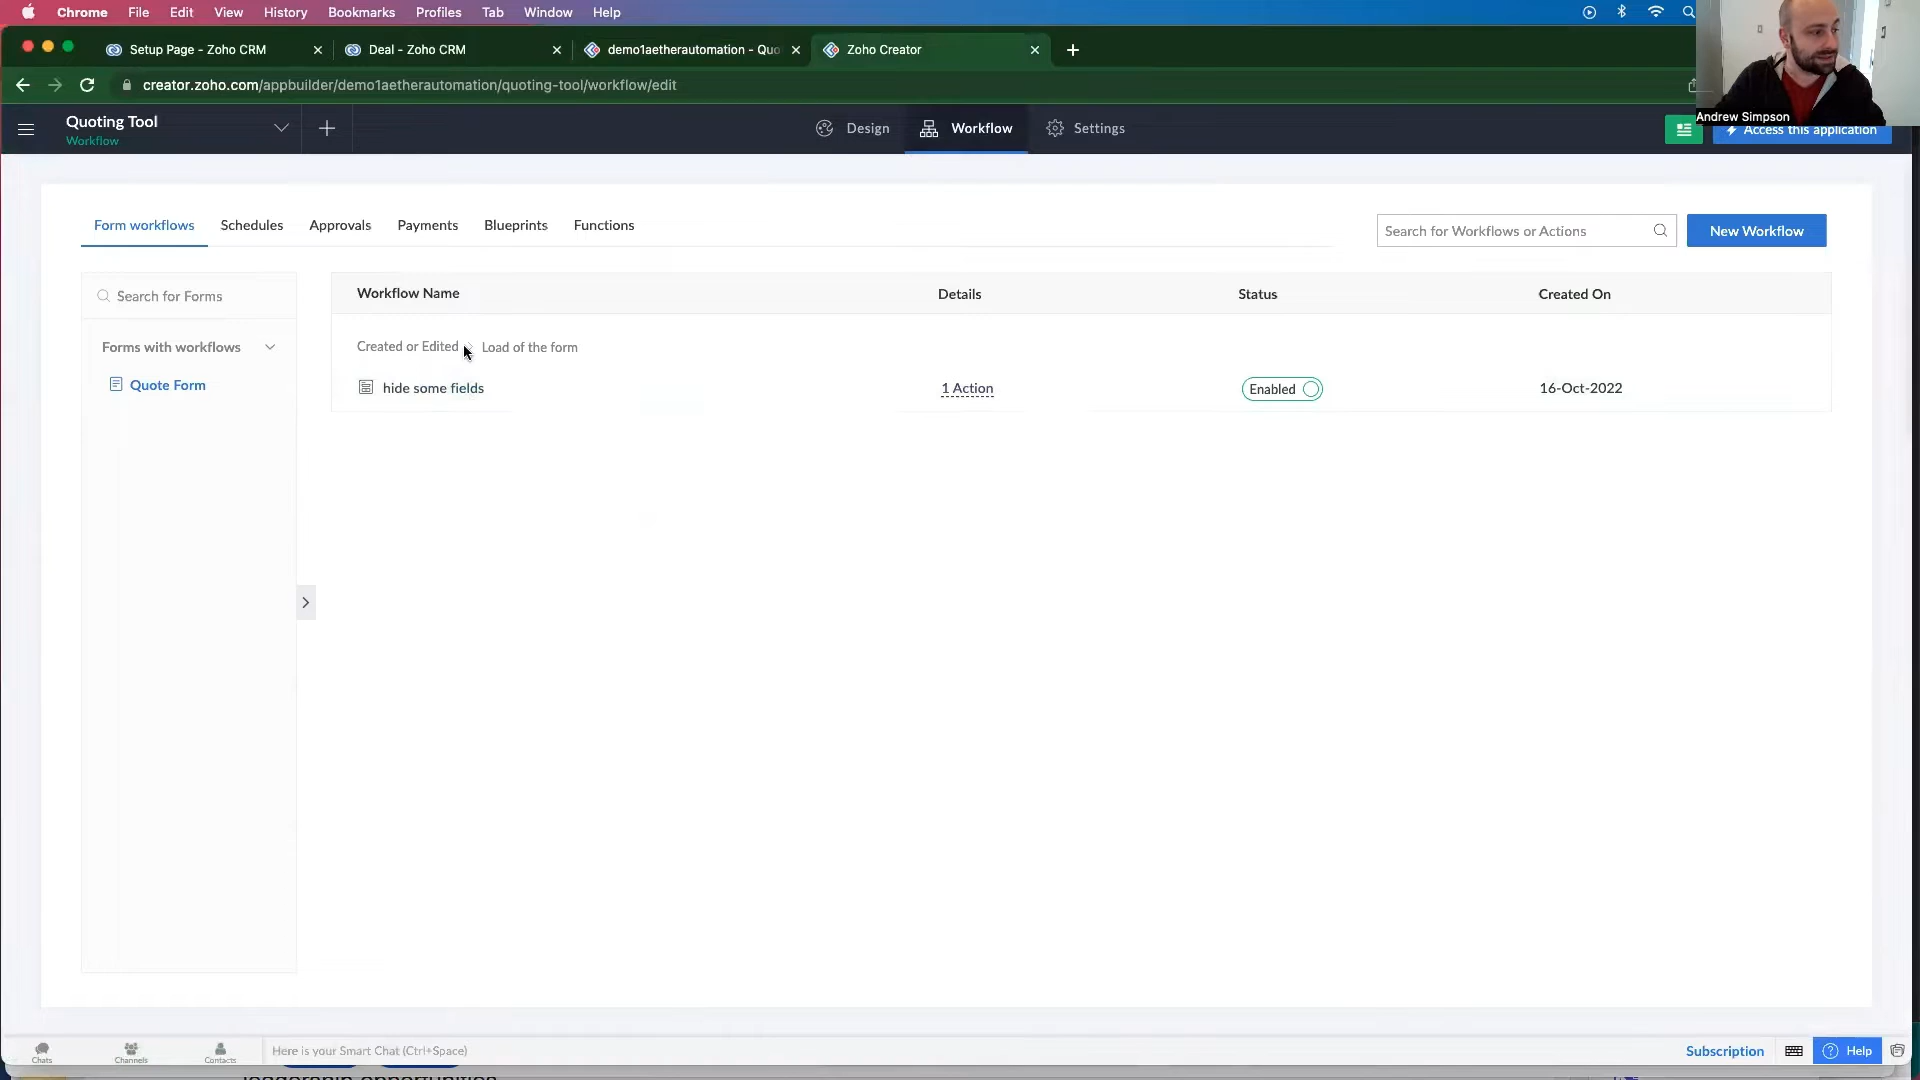 Chrome File Edit View History Bookmarks Profiles Tab Window Help
Setup Page - Zoho CRM
Deal - Zoho CRM
demo1aetherautomation - Quo
Zoho Creator
creator.zoho.com/appbuilder/demo1aetherautomation/quoting-tool/workflow/edit
Andrew Simpson
Quoting Tool
Workflow
Design
Workflow
Settings
Access this application
Form workflows
Schedules
Approvals
Payments
Blueprints
Functions
Search for Workflows or Actions
New Workflow
Search for Forms
Forms with workflows
Quote Form
Workflow Name
Details
Status
Created On
Created or Edited
Load of the form
hide some fields
1 Action
Enabled
16-Oct-2022
Chats
Channels
Contacts
Here is your Smart Chat (Ctrl+Space)
Subscription
Help
leadership opportunities